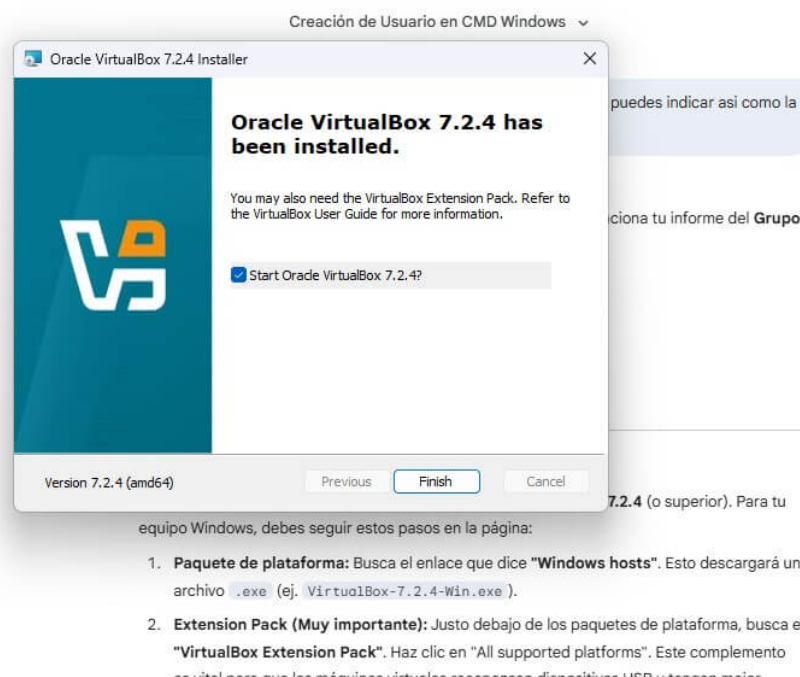 Creación de Usuario en CMD Windows
Oracle VirtualBox 7.2.4 Installer
puedes indicar asi como la
Oracle VirtualBox 7.2.4 has
been installed.
You may also need the VirtualBox Extension Pack. Refer to
the VirtualBox User Guide for more information.
ciona tu informe del Grupo
Start Oracle VirtualBox 7.2.4?
Version 7.2.4 (amd64)
Previous
Finish
Cancel
7.2.4 (o superior). Para tu
equipo Windows, debes seguir estos pasos en la página:
1. Paquete de plataforma: Busca el enlace que dice "Windows hosts". Esto descargará un
archivo .exe (ej. VirtualBox-7.2.4-Win.exe ).
2. Extension Pack (Muy importante): Justo debajo de los paquetes de plataforma, busca e
"VirtualBox Extension Pack". Haz clic en "All supported platforms". Este complemento